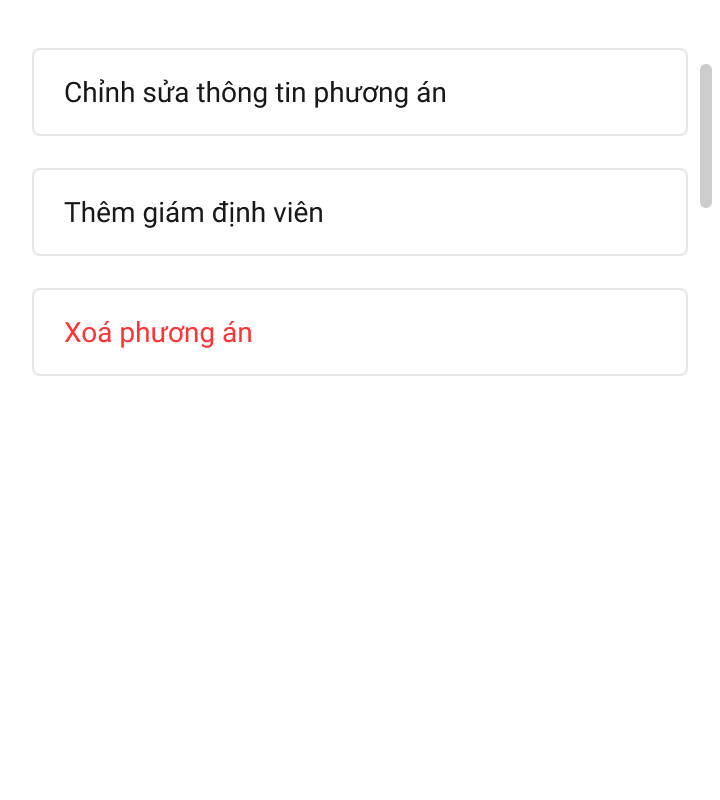 Chỉnh sửa thông tin phương án
Thêm giám định viên
Xoá phương án